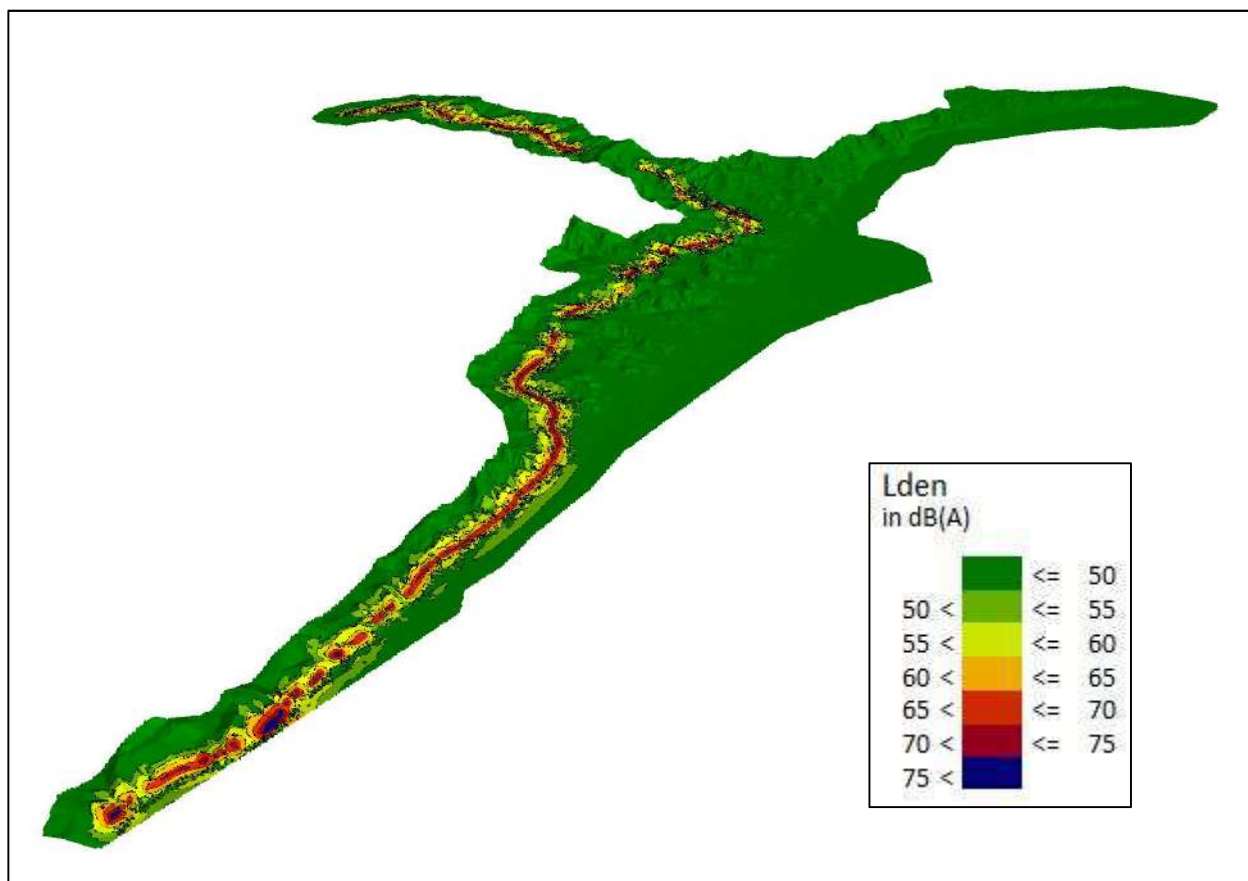 Lden
in dB(A)
<= 50
50 < <= 55
55 < <= 60
60 < <= 65
65 < <= 70
70 < <= 75
75 <